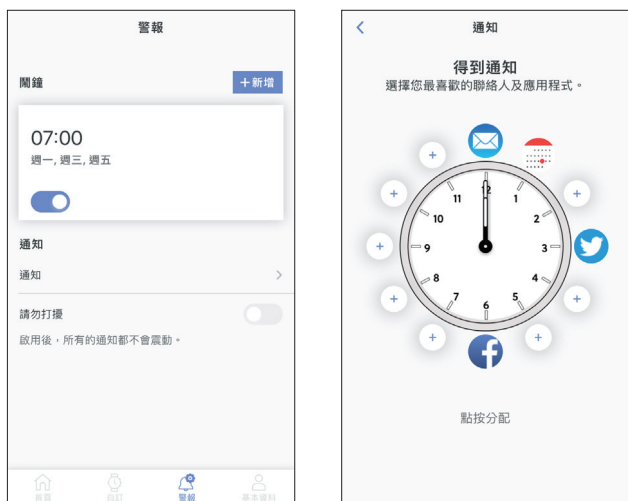 警報
鬧鐘
＋新增
07:00
週一, 週三, 週五
通知
通知
請勿打擾
啟用後，所有的通知都不會震動。
首頁
自訂
警報
基本資料
通知
得到通知
選擇您最喜歡的聯絡人及應用程式。
12
1
2
3
4
5
6
7
8
9
10
11
點按分配